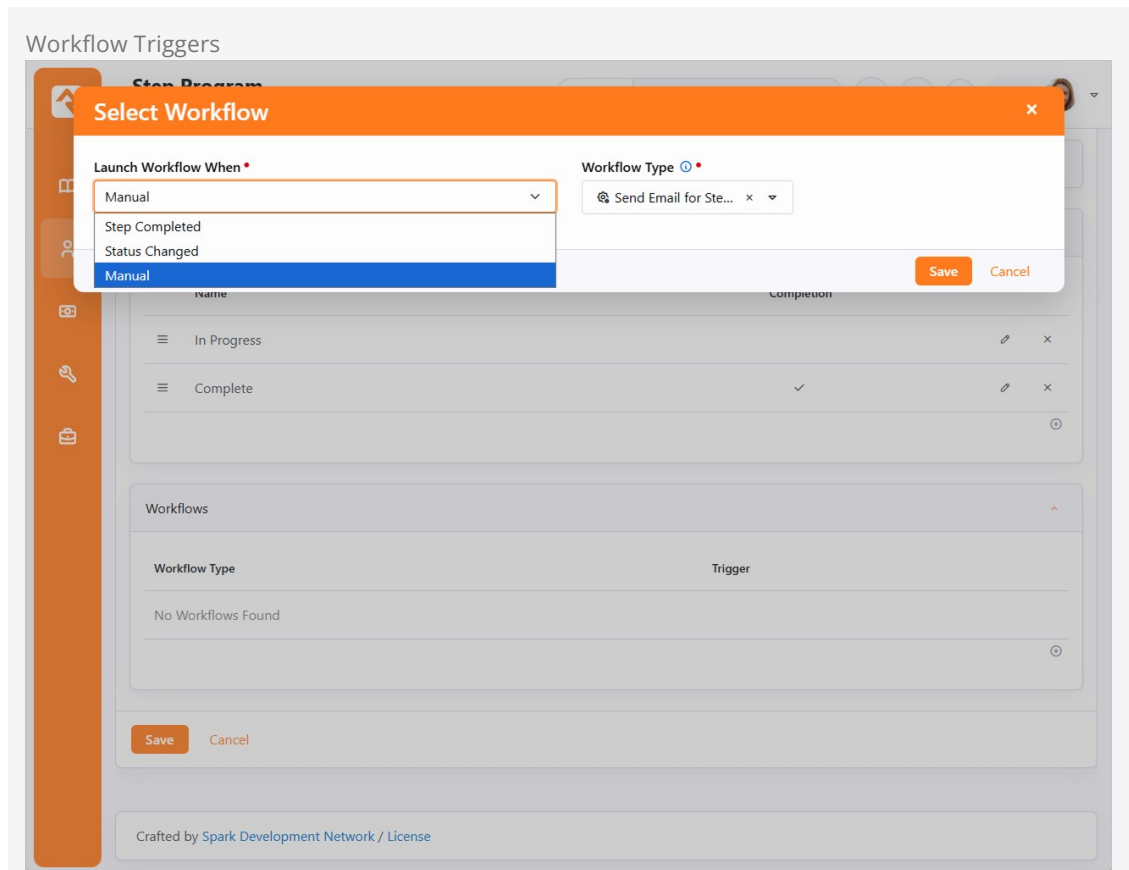 Workflow Triggers
Step Program
Select Workflow
Launch Workflow When
Workflow Type
Manual
Send Email for Ste...
Step Completed
Status Changed
Manual
Save Cancel
Name Completion
In Progress
Complete
Workflows
Workflow Type Trigger
No Workflows Found
Save Cancel
Crafted by Spark Development Network / License